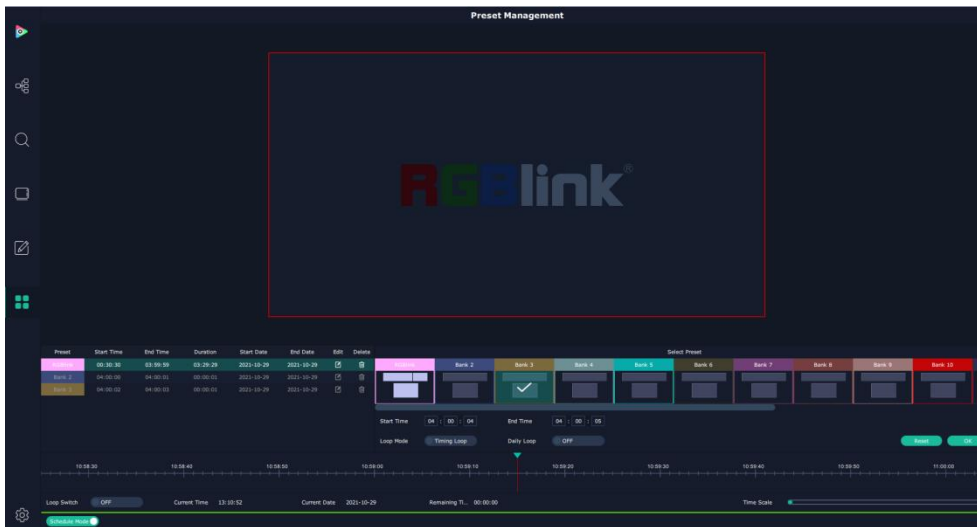 Preset Management
RGBlink®
Preset Start Time End Time Duration Start Date End Date Edit Delete Select Preset
00:30:30 03:59:59 03:29:29 2021-10-29 2021-10-29
Bank 2 04:00:00 04:00:01 00:00:01 2021-10-29 2021-10-29
Bank 3 04:00:02 04:00:03 00:00:01 2021-10-29 2021-10-29
Bank 2 Bank 3 Bank 4 Bank 5 Bank 6 Bank 7 Bank 8 Bank 9 Bank 10
Start Time 04 : 00 : 04 End Time 04 : 00 : 05
Loop Mode Timing Loop Daily Loop OFF Reset OK
10:58:30 10:58:40 10:58:50 10:59:00 10:59:10 10:59:20 10:59:30 10:59:40 10:59:50 11:00:00
Loop Switch OFF Current Time 13:10:52 Current Date 2021-10-29 Remaining Ti... 00:00:00 Time Scale
Schedule Mode